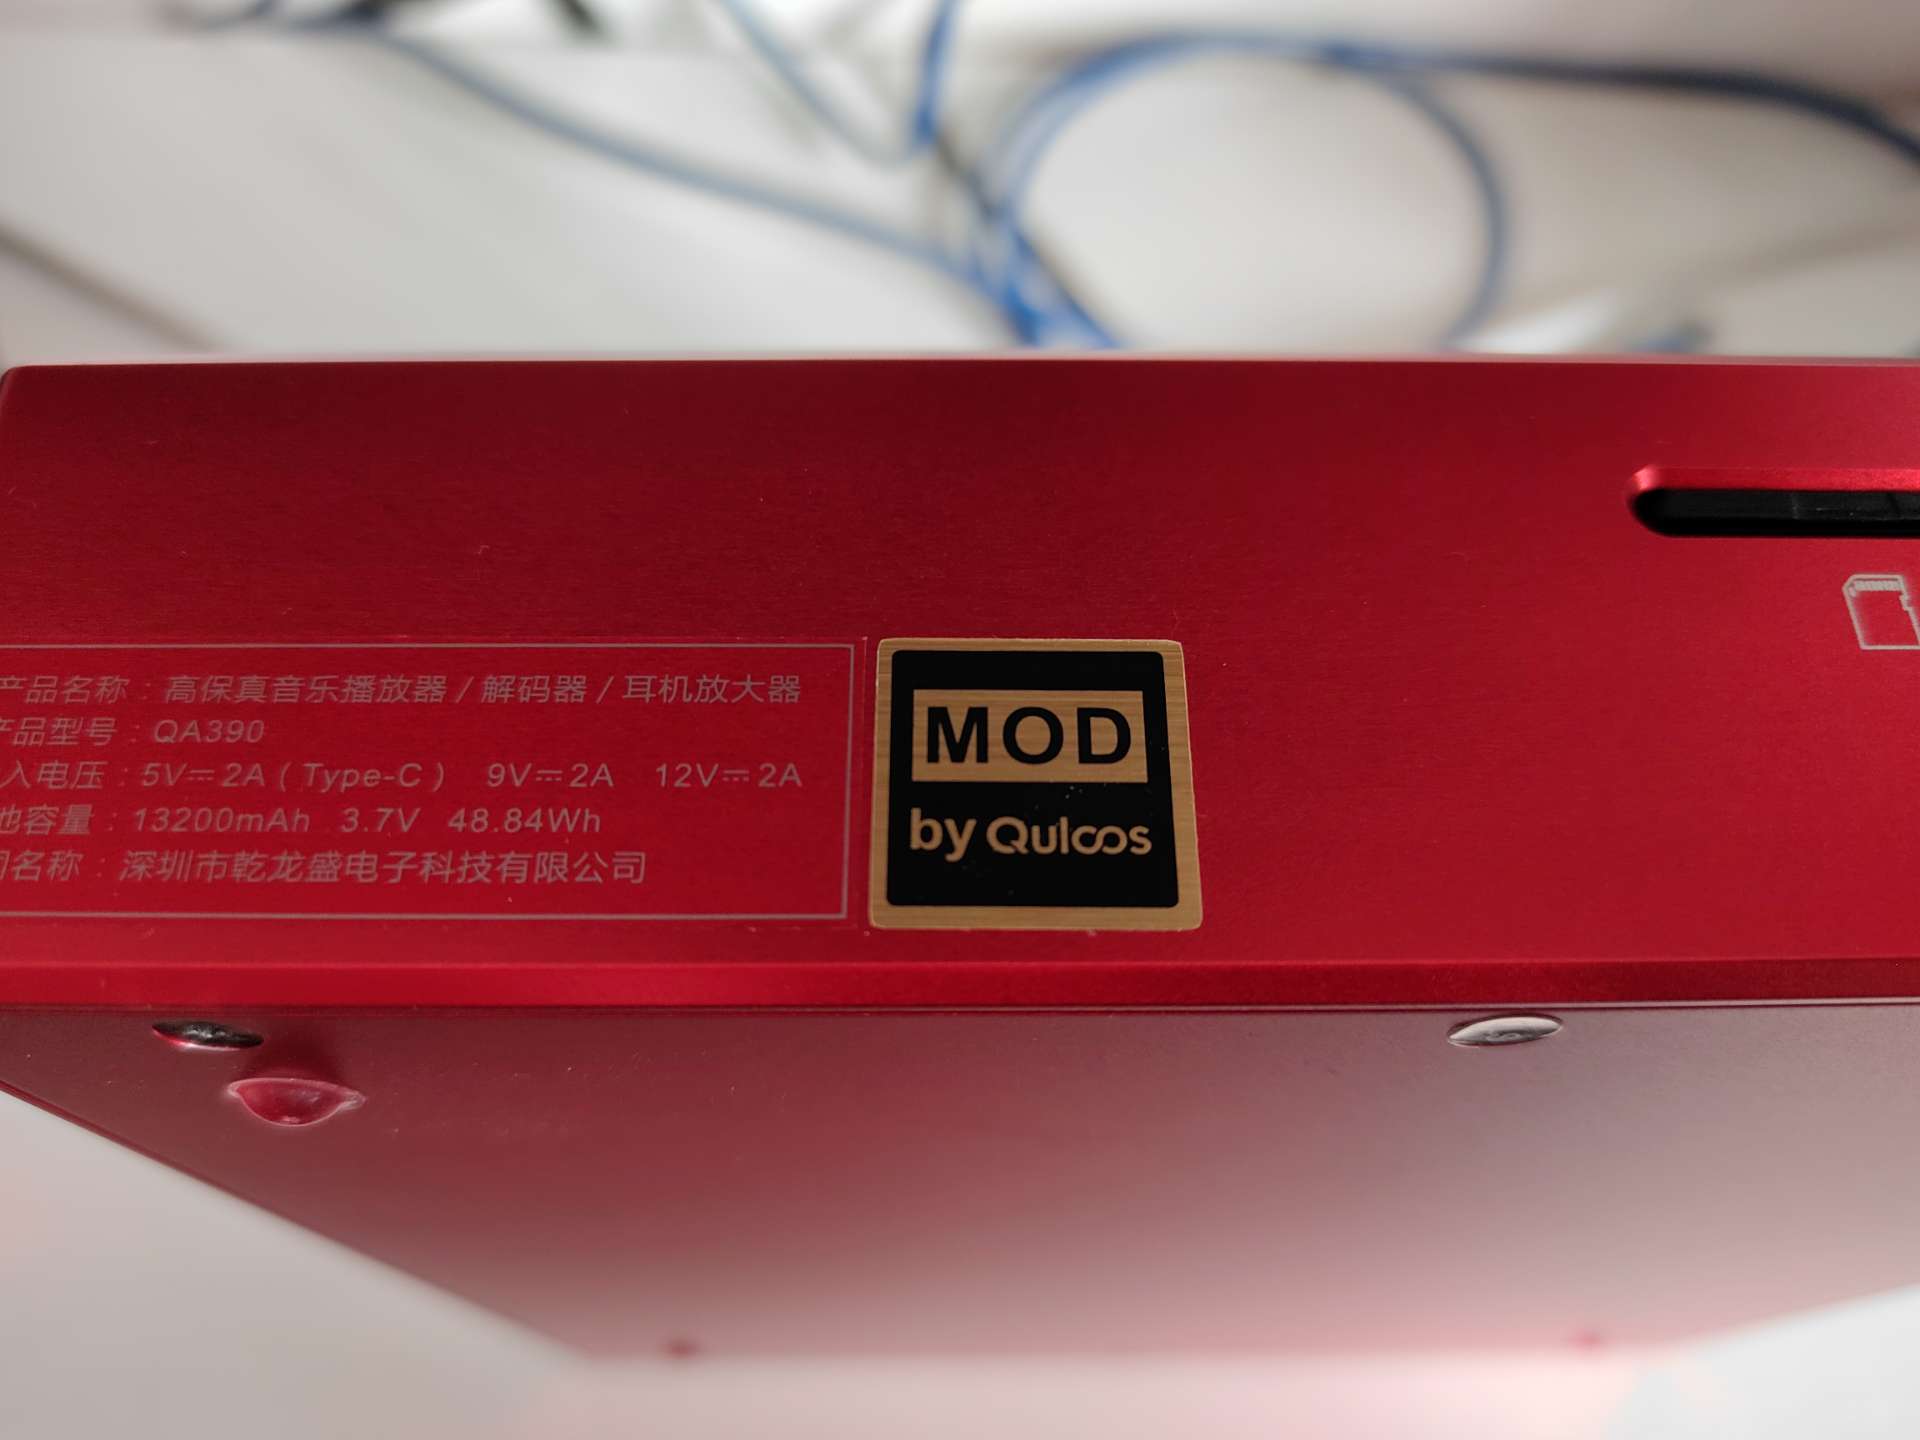 产品名称：高保真音乐播放器 / 解码器 / 耳机放大器
产品型号：QA390
入电压：5V⎓2A ( Type-C ) 9V⎓2A 12V⎓2A
池容量：13200mAh 3.7V 48.84Wh
名称：深圳市乾龙盛电子科技有限公司
MOD
by Quloos